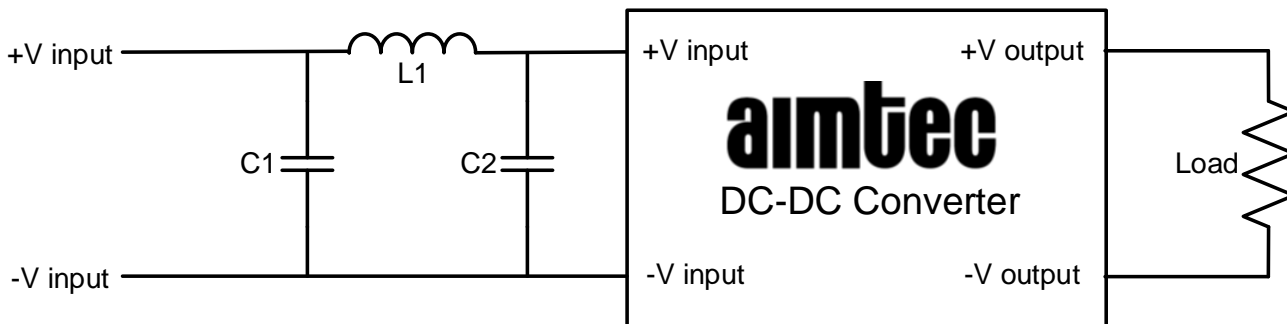 +V input
L1
C1
C2
-V input
+V input
+V output
aimtec
DC-DC Converter
-V input
-V output
Load